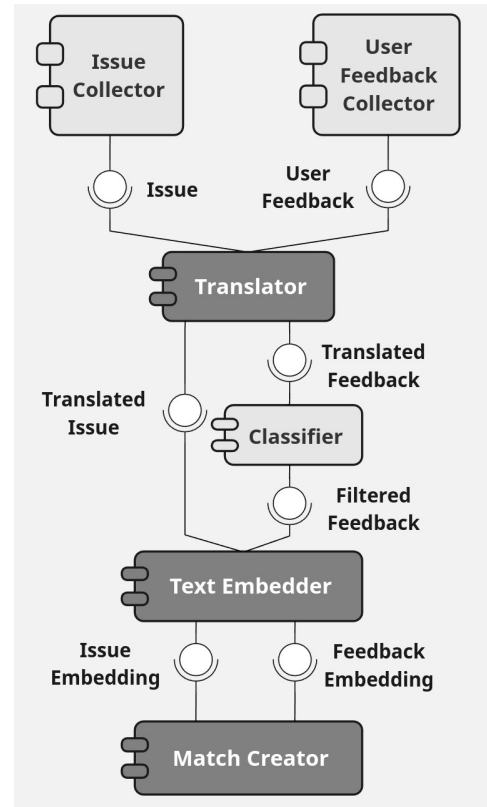 Issue
Collector
User
Feedback
Collector
Issue
User
Feedback
Translator
Translated
Feedback
Translated
Issue
Classifier
Filtered
Feedback
Text Embedder
Issue
Embedding
Feedback
Embedding
Match Creator